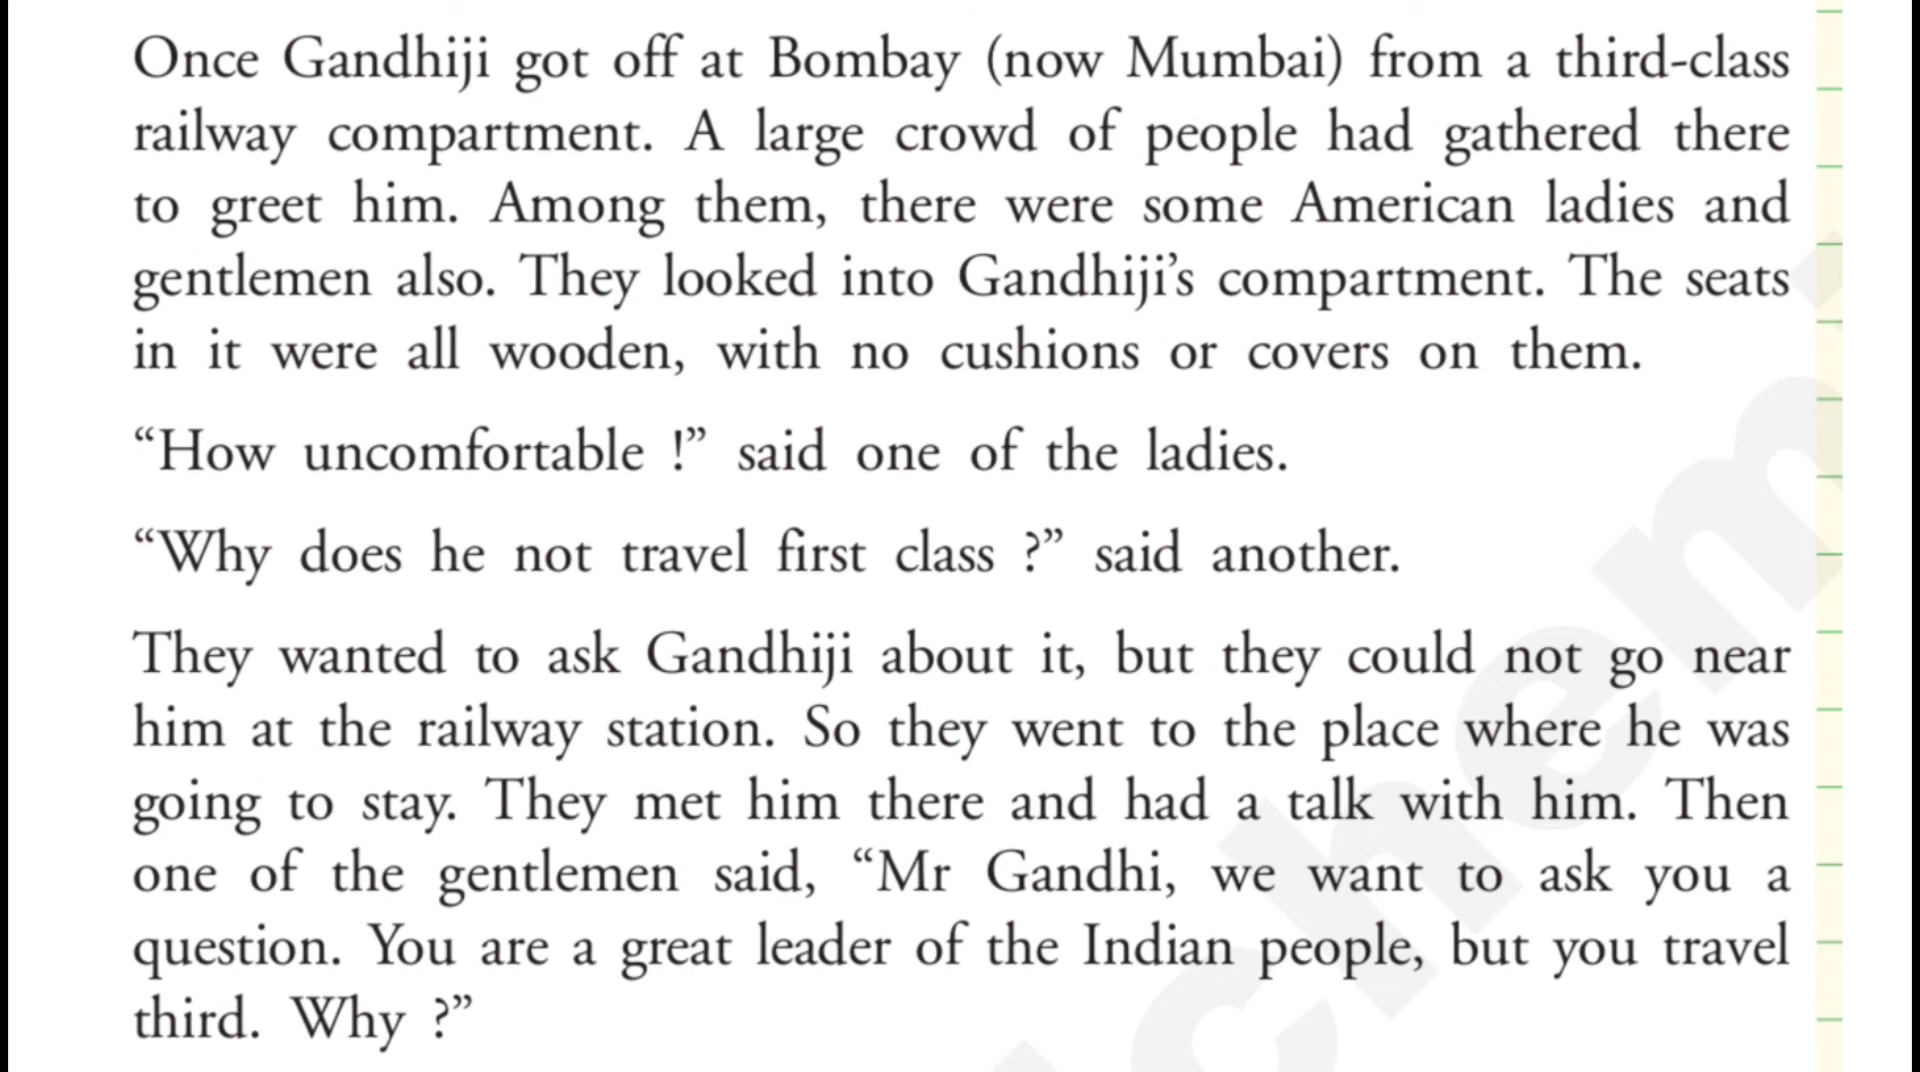 Once Gandhiji got off at Bombay (now Mumbai) from a third-class
railway compartment. A large crowd of people had gathered there
to greet him. Among them, there were some American ladies and
gentlemen also. They looked into Gandhiji’s compartment. The seats
in it were all wooden, with no cushions or covers on them.
“How uncomfortable !” said one of the ladies.
“Why does he not travel first class ?” said another.
They wanted to ask Gandhiji about it, but they could not go near
him at the railway station. So they went to the place where he was
going to stay. They met him there and had a talk with him. Then
one of the gentlemen said, “Mr Gandhi, we want to ask you a
question. You are a great leader of the Indian people, but you travel
third. Why ?”